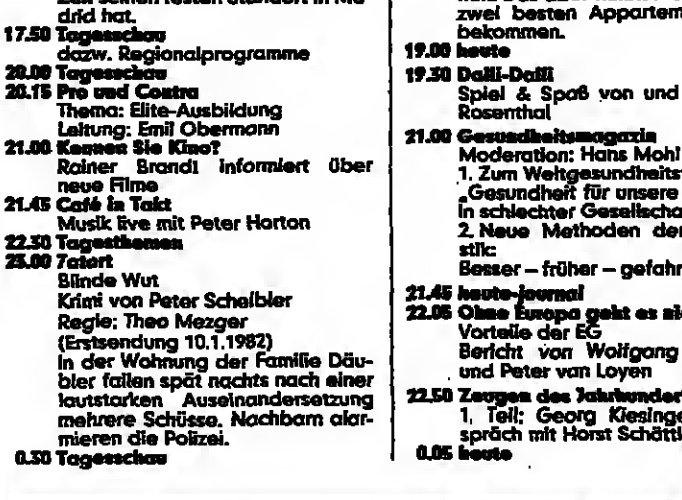 drid hat.
17.50 Tagesschau
dazw. Regionalprogramme
20.00 Tagesschau
20.15 Pro und Contra
Thema: Elite-Ausbildung
Leitung: Emil Obermann
21.00 Kennen Sie Kino?
Rainer Brandt informiert über
neue Filme
21.45 Café in Takt
Musik live mit Peter Horton
22.30 Tagesthemen
23.00 Tatort
Blinde Wut
Krimi von Peter Scheibler
Regie: Theo Mezger
(Erstsendung 10.1.1982)
In der Wohnung der Familie Däu-
bler fallen spät nachts nach einer
lautstarken Auseinandersetzung
mehrere Schüsse. Nachbarn alar-
mieren die Polizei.
0.30 Tagesschau
zwei besten Appartem
bekommen.
19.00 heute
19.30 Dalli-Dalli
Spiel & Spaß von und
Rosenthal
21.00 Gesundheitsmagazin
Moderation: Hans Mohl
1. Zum Weltgesundheitst
„Gesundheit für unsere
In schlechter Gesellscha
2. Neue Methoden der
stik:
Besser – früher – gefahr
21.45 heute-journal
22.05 Ohne Europa geht es ni
Vorteile der EG
Bericht von Wolfgang
und Peter van Loyen
22.50 Zeugen des Jahrhundert
1. Teil: Georg Kiesinge
spräch mit Horst Schättl
0.05 heute